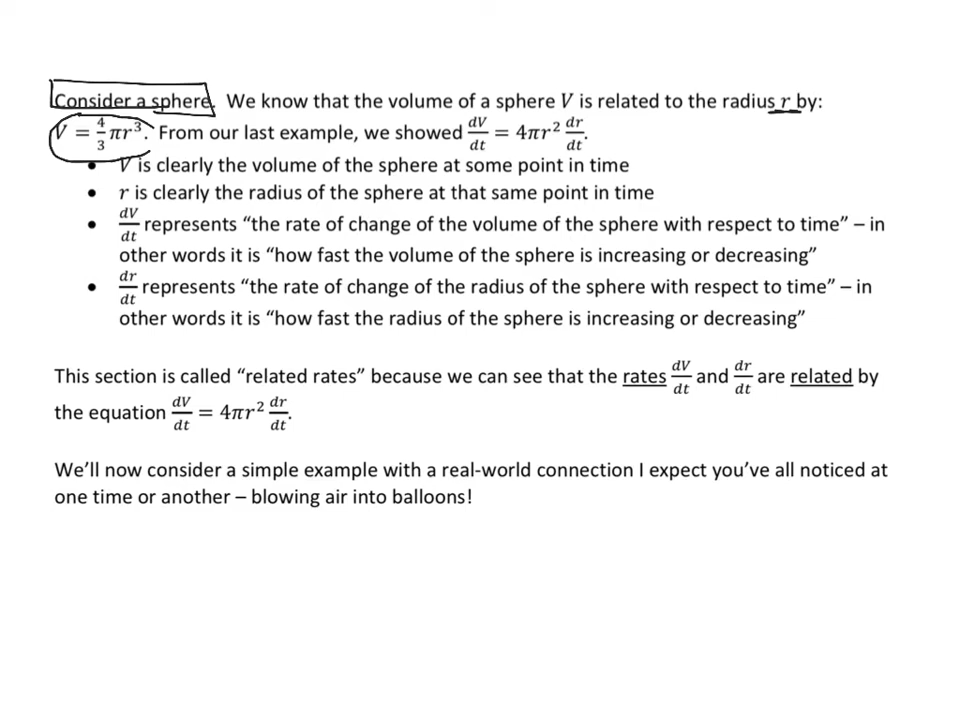 Consider a sphere. We know that the volume of a sphere V is related to the radius r by:
V = 4/3 πr³. From our last example, we showed dV/dt = 4πr² dr/dt.
• V is clearly the volume of the sphere at some point in time
• r is clearly the radius of the sphere at that same point in time
• dV/dt represents “the rate of change of the volume of the sphere with respect to time” – in
other words it is “how fast the volume of the sphere is increasing or decreasing”
• dr/dt represents “the rate of change of the radius of the sphere with respect to time” – in
other words it is “how fast the radius of the sphere is increasing or decreasing”
This section is called “related rates” because we can see that the rates dV/dt and dr/dt are related by
the equation dV/dt = 4πr² dr/dt.
We’ll now consider a simple example with a real-world connection I expect you’ve all noticed at
one time or another – blowing air into balloons!